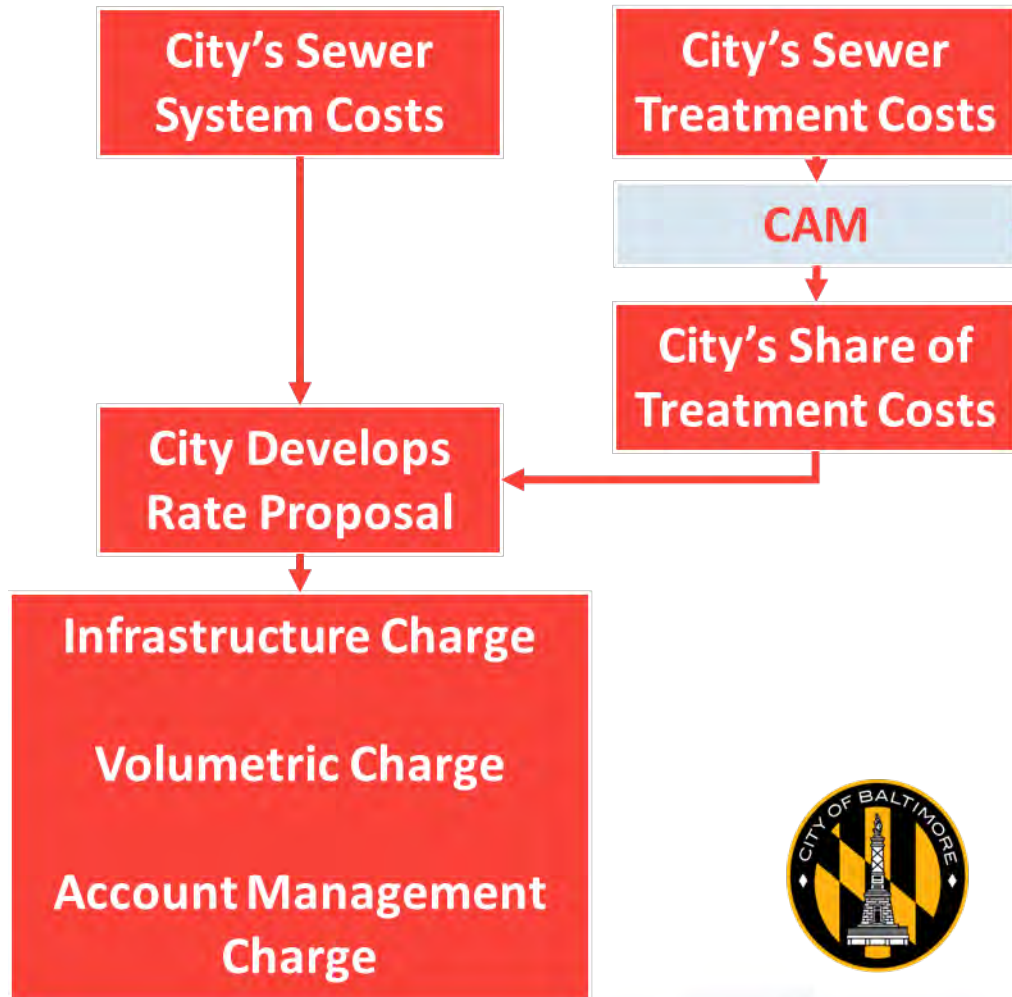 City's Sewer
System Costs
City's Sewer
Treatment Costs
CAM
City's Share of
Treatment Costs
City Develops
Rate Proposal
Infrastructure Charge
Volumetric Charge
Account Management
Charge
CITY OF BALTIMORE